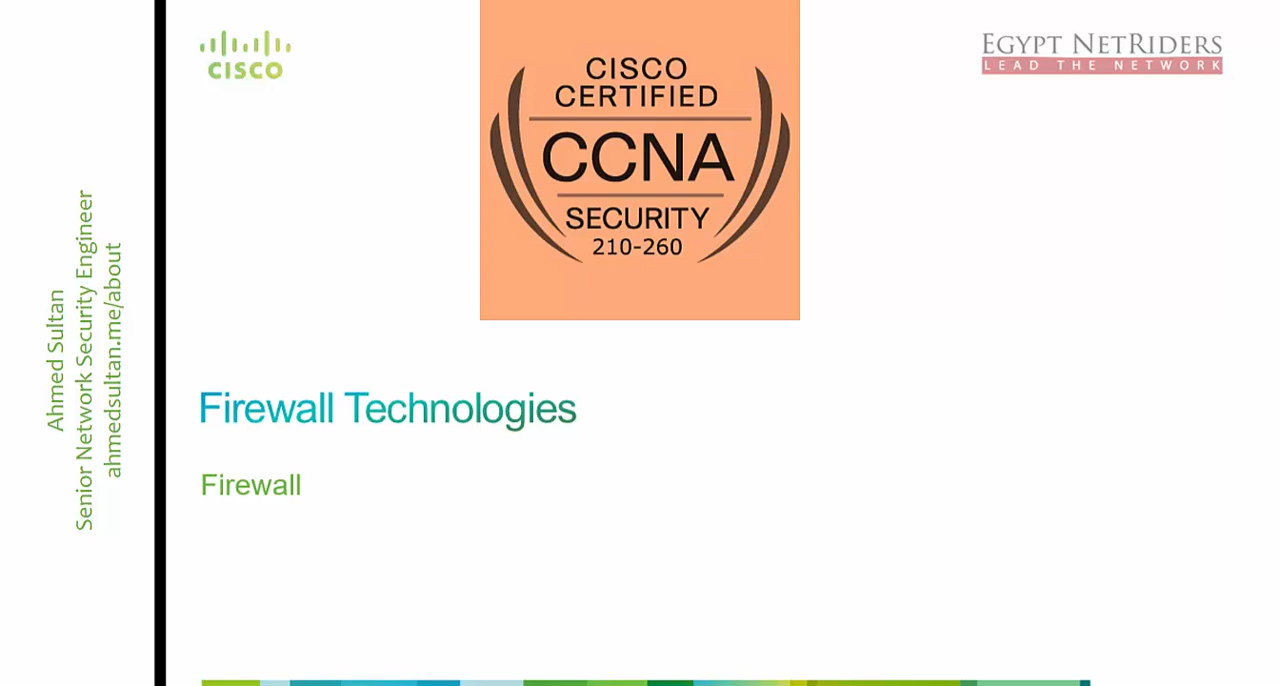 Ahmed Sultan
Senior Network Security Engineer
ahmedsultan.me/about
CISCO
CISCO
CERTIFIED
CCNA
SECURITY
210-260
EGYPT NETRIDERS
LEAD THE NETWORK
Firewall Technologies
Firewall